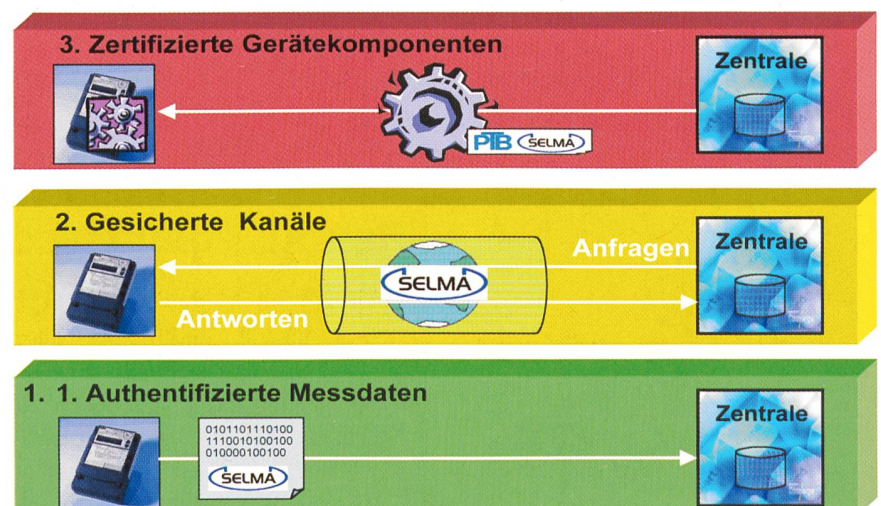 3. Zertifizierte Gerätekomponenten
Zentrale
PTB SELMA
2. Gesicherte Kanäle
Zentrale
Anfragen
SELMA
Antworten
1. 1. Authentifizierte Messdaten
Zentrale
0101101110100
1110010100100
010000100100
SELMA